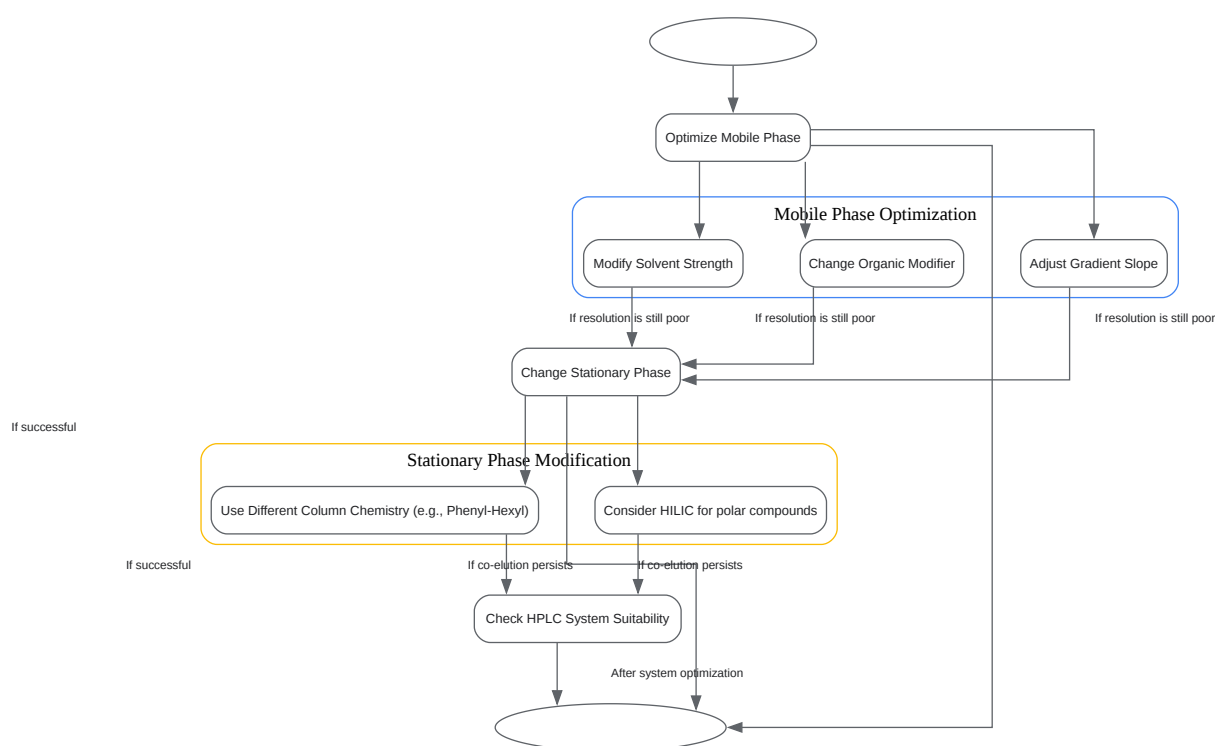 Optimize Mobile Phase
Mobile Phase Optimization
Modify Solvent Strength
Change Organic Modifier
Adjust Gradient Slope
If resolution is still poor
If resolution is still poor
If resolution is still poor
Change Stationary Phase
If successful
Stationary Phase Modification
Use Different Column Chemistry (e.g., Phenyl-Hexyl)
Consider HILIC for polar compounds
If successful
If co-elution persists
If co-elution persists
Check HPLC System Suitability
After system optimization